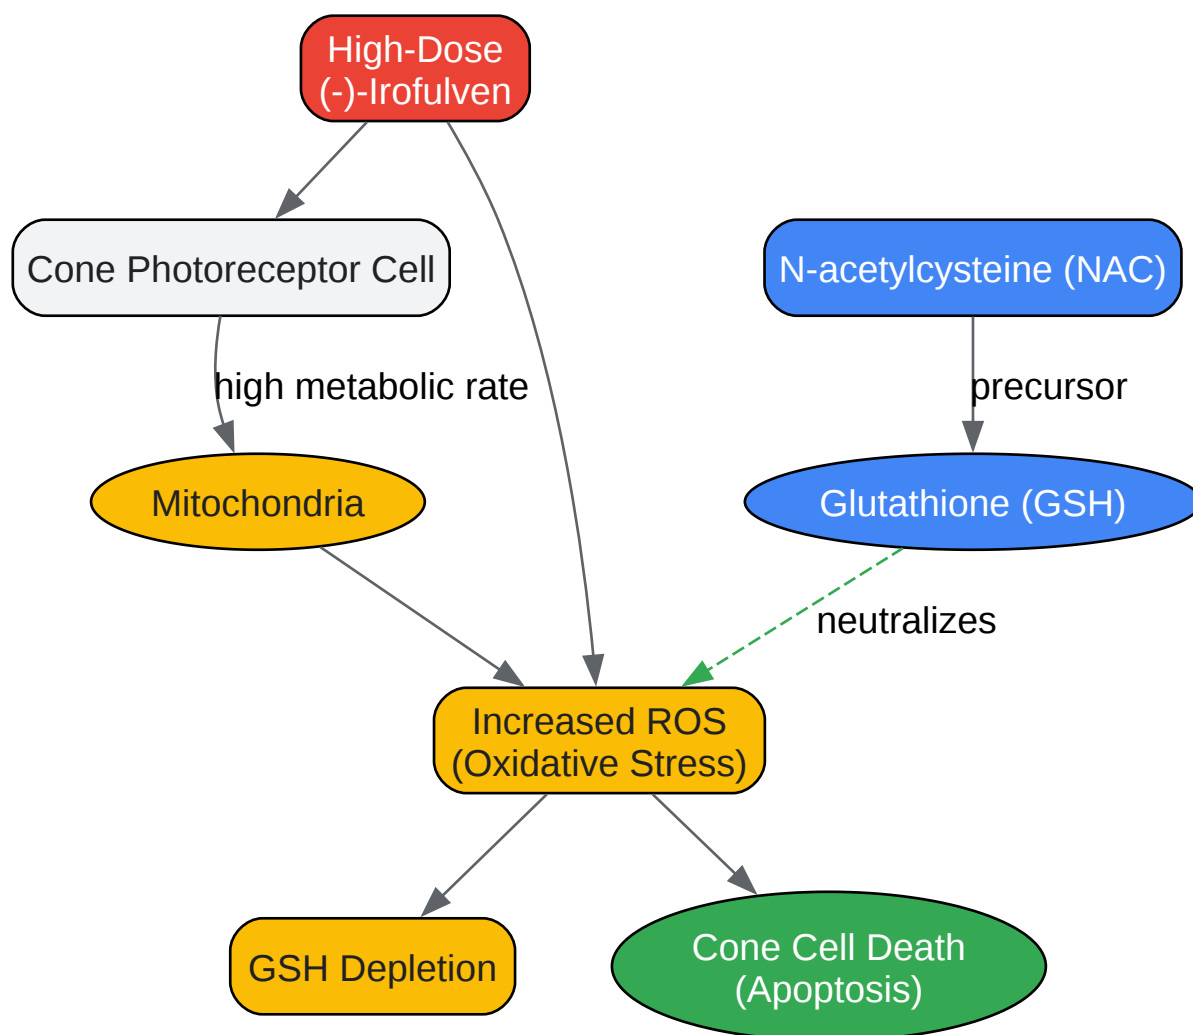 High-Dose
(-)-Irofulven
Cone Photoreceptor Cell
N-acetylcysteine (NAC)
high metabolic rate
precursor
Mitochondria
Glutathione (GSH)
neutralizes
Increased ROS
(Oxidative Stress)
GSH Depletion
Cone Cell Death
(Apoptosis)